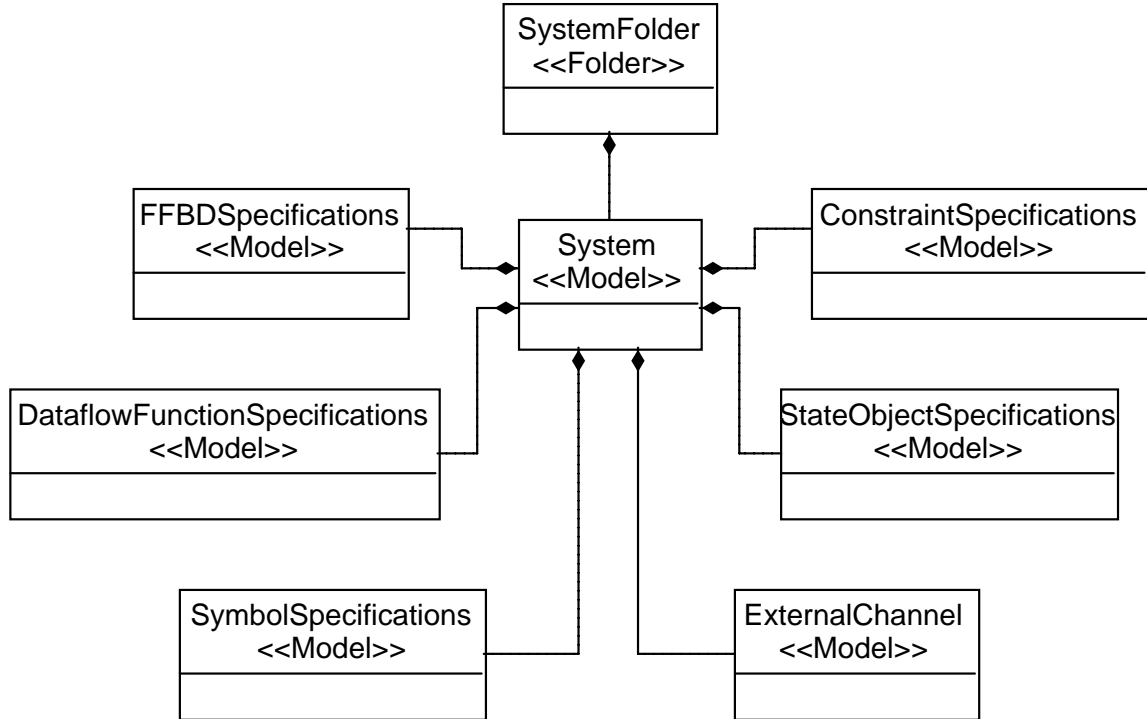 SystemFolder
<<Folder>>
FFBDSpecifications
<<Model>>
System
<<Model>>
ConstraintSpecifications
<<Model>>
DataflowFunctionSpecifications
<<Model>>
StateObjectSpecifications
<<Model>>
SymbolSpecifications
<<Model>>
ExternalChannel
<<Model>>